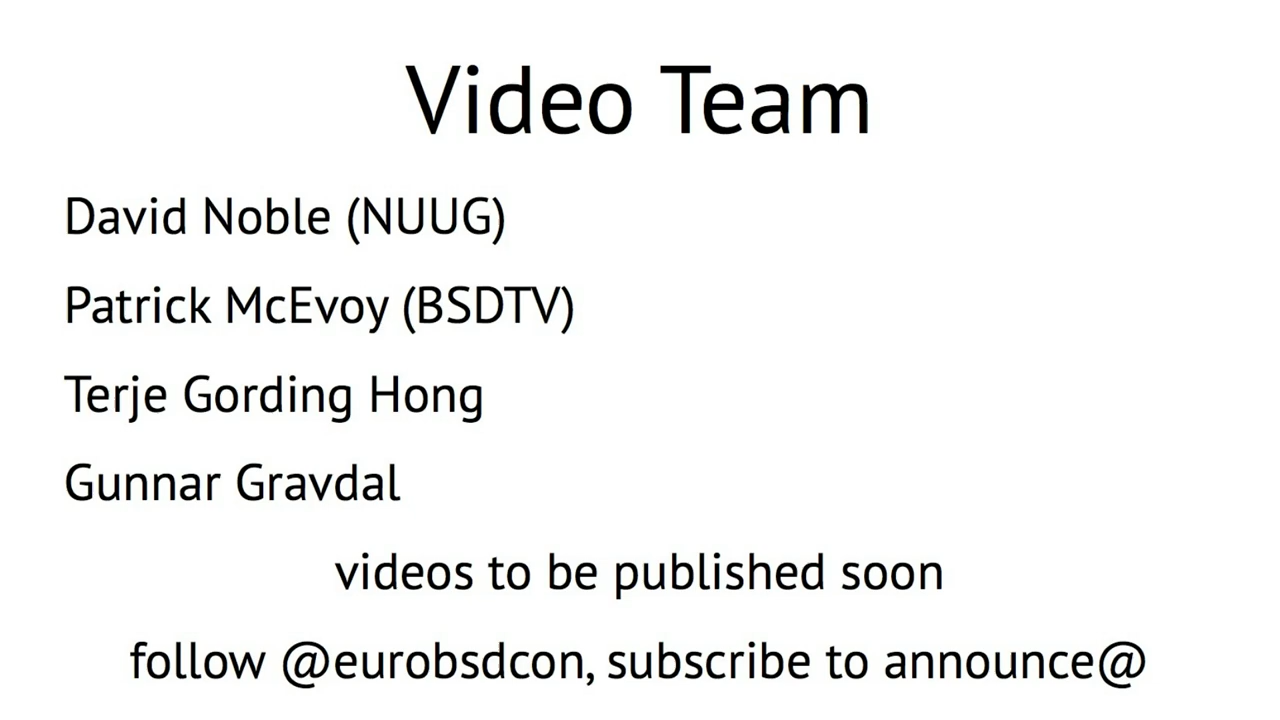 Video Team
David Noble (NUUG)
Patrick McEvoy (BSDTV)
Terje Gording Hong
Gunnar Gravdal
videos to be published soon
follow @eurobsdcon, subscribe to announce@